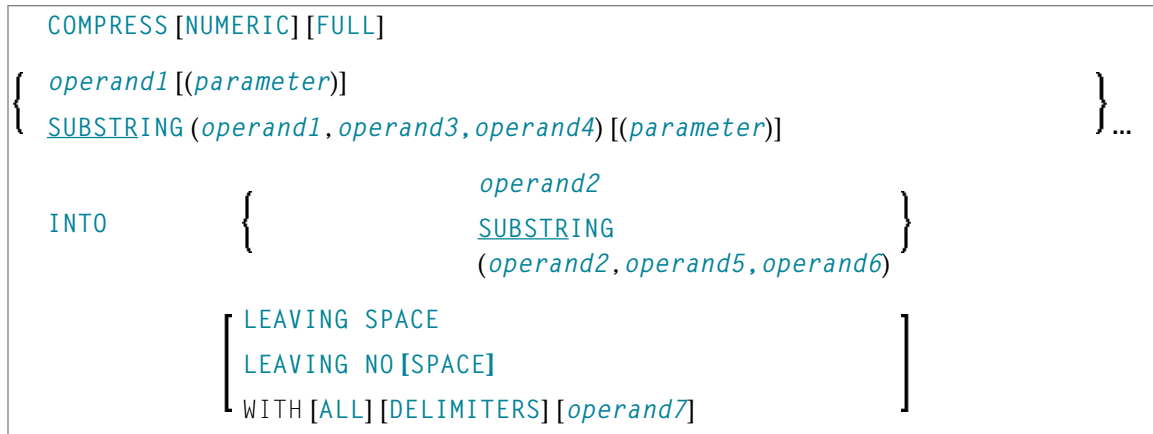 COMPRESS [NUMERIC] [FULL]
operand1 [(parameter)]
SUBSTRING (operand1,operand3,operand4) [(parameter)]
...
INTO
operand2
SUBSTRING
(operand2,operand5,operand6)
LEAVING SPACE
LEAVING NO [SPACE]
WITH [ALL] [DELIMITERS] [operand7]